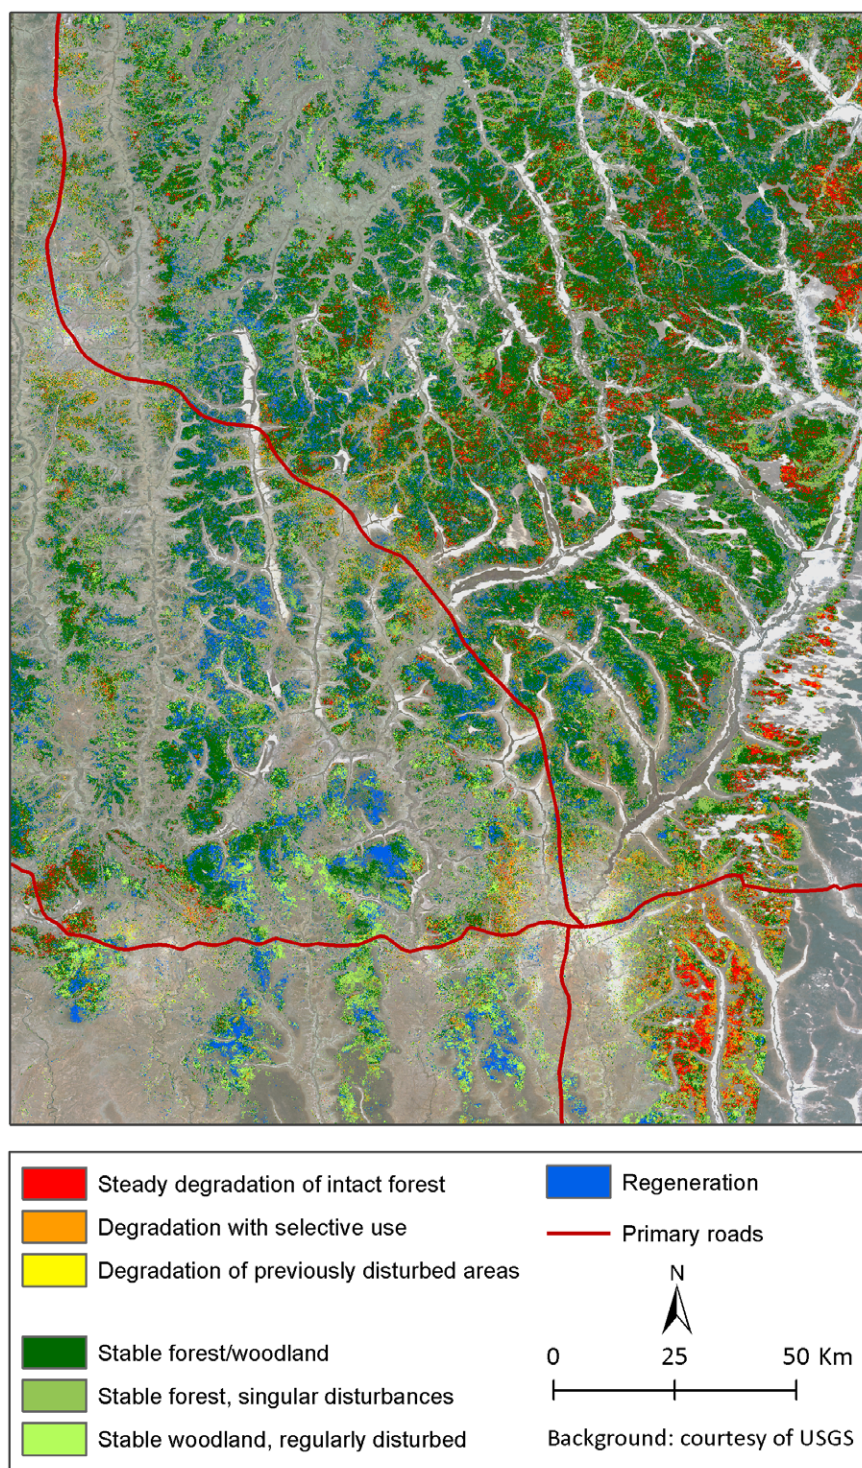 Steady degradation of intact forest
Degradation with selective use
Degradation of previously disturbed areas
Stable forest/woodland
Stable forest, singular disturbances
Stable woodland, regularly disturbed
Regeneration
Primary roads
N
0 25 50 Km
Background: courtesy of USGS